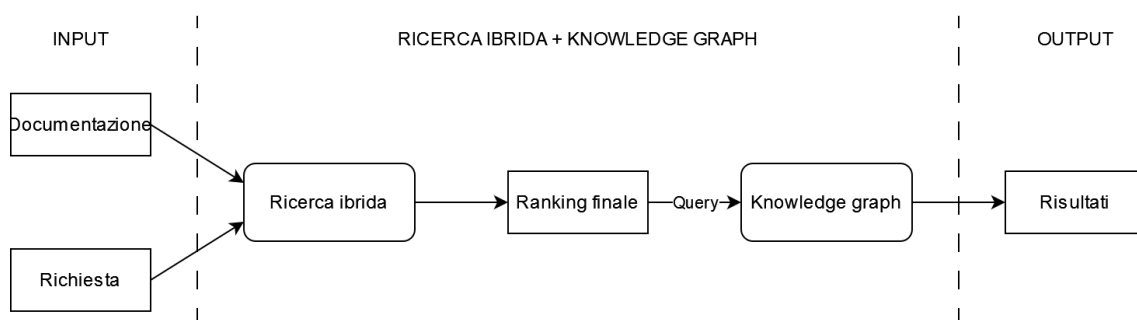 INPUT
RICERCA IBRIDA + KNOWLEDGE GRAPH
OUTPUT
Documentazione
Ricerca ibrida
Ranking finale
Query
Knowledge graph
Risultati
Richiesta